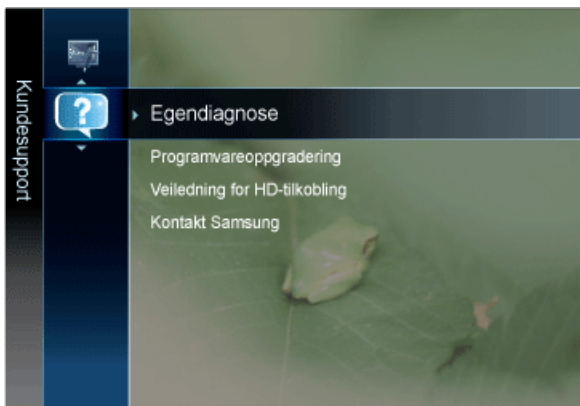 Kundesupport
Egendiagnose
Programvareoppgradering
Veiledning for HD-tilkobling
Kontakt Samsung